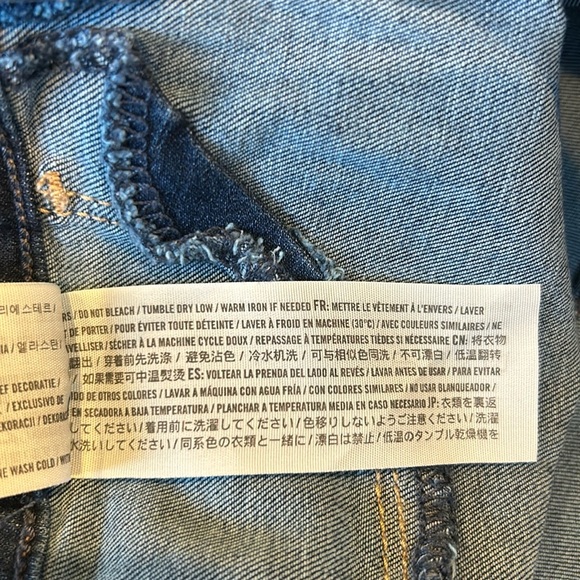 리에스테르/
/ 엘라스탄/
EF DECORATIE/
. EXCLUSIVO DE
NE WASH COLD / WIT
RS / DO NOT BLEACH / TUMBLE DRY LOW / WARM IRON IF NEEDED FR: METTRE LE VÊTEMENT À L'ENVERS / LAVER
T DE PORTER / POUR ÉVITER TOUTE DÉTEINTE / LAVER À FROID EN MACHINE (30°C) / AVEC COULEURS SIMILAIRES / NE
AVELLISER / SÉCHER À LA MACHINE CYCLE DOUX / REPASSAGE À TEMPÉRATURES TIÈDES SI NÉCESSAIRE CN: 将衣物
翻出 / 穿着前先洗涤 / 避免沾色 / 冷水机洗 / 可与相似色同洗 / 不可漂白 / 低温翻转
/ 如果需要可中温熨烫 ES: VOLTEAR LA PRENDA DEL LADO AL REVÉS / LAVAR ANTES DE USAR / PARA EVITAR
DO DE OTROS COLORES / LAVAR A MÁQUINA CON AGUA FRÍA / CON COLORES SIMILARES / NO USAR BLANQUEADOR /
EN SECADORA A BAJA TEMPERATURA / PLANCHAR A TEMPERATURA MEDIA EN CASO NECESARIO JP: 衣類を裏返
してください / 着用前に洗濯してください / 色移りしないようご注意ください / 洗濯
水洗いしてください / 同系色の衣類と一緒に / 漂白は禁止 / 低温のタンブル乾燥機を